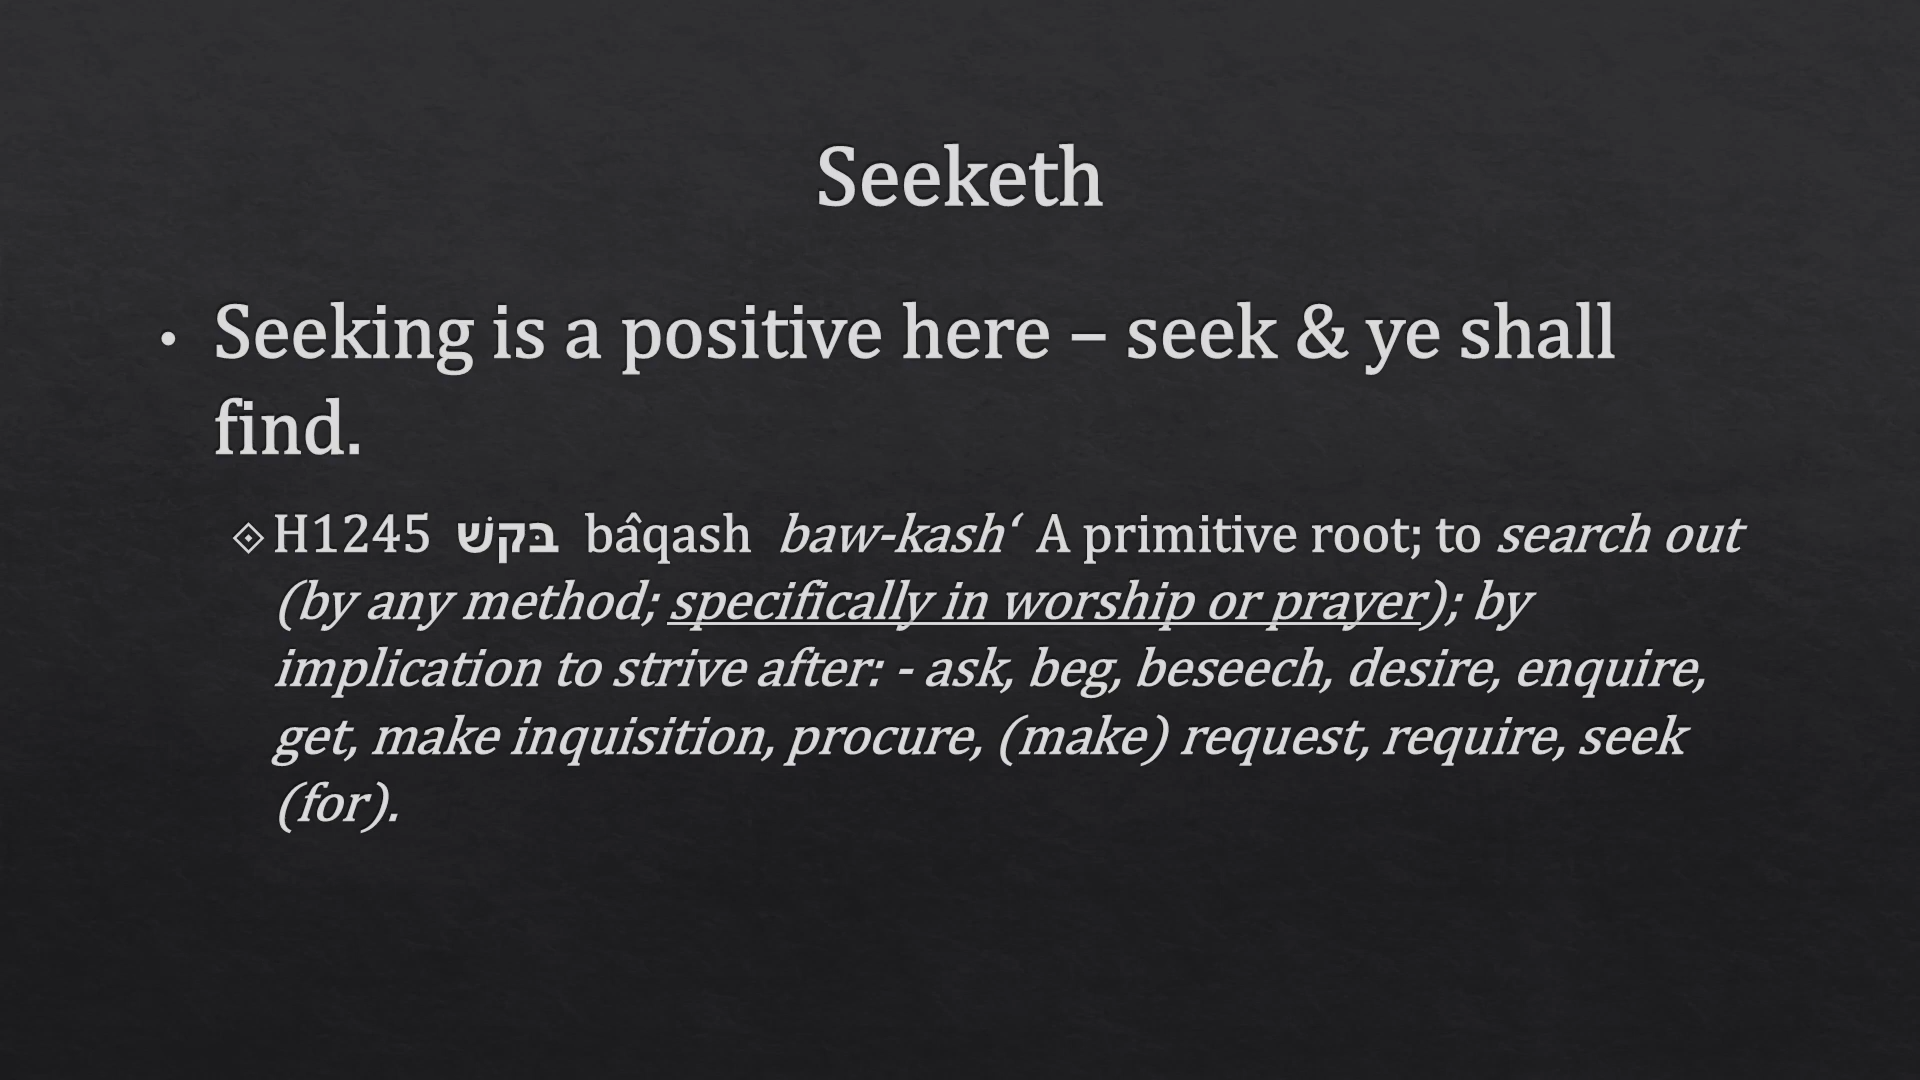 Seeketh
• Seeking is a positive here – seek & ye shall
find.
H1245 בּקשׁ bâqash baw-kash‘ A primitive root; to search out
(by any method; specifically in worship or prayer); by
implication to strive after: - ask, beg, beseech, desire, enquire,
get, make inquisition, procure, (make) request, require, seek
(for).